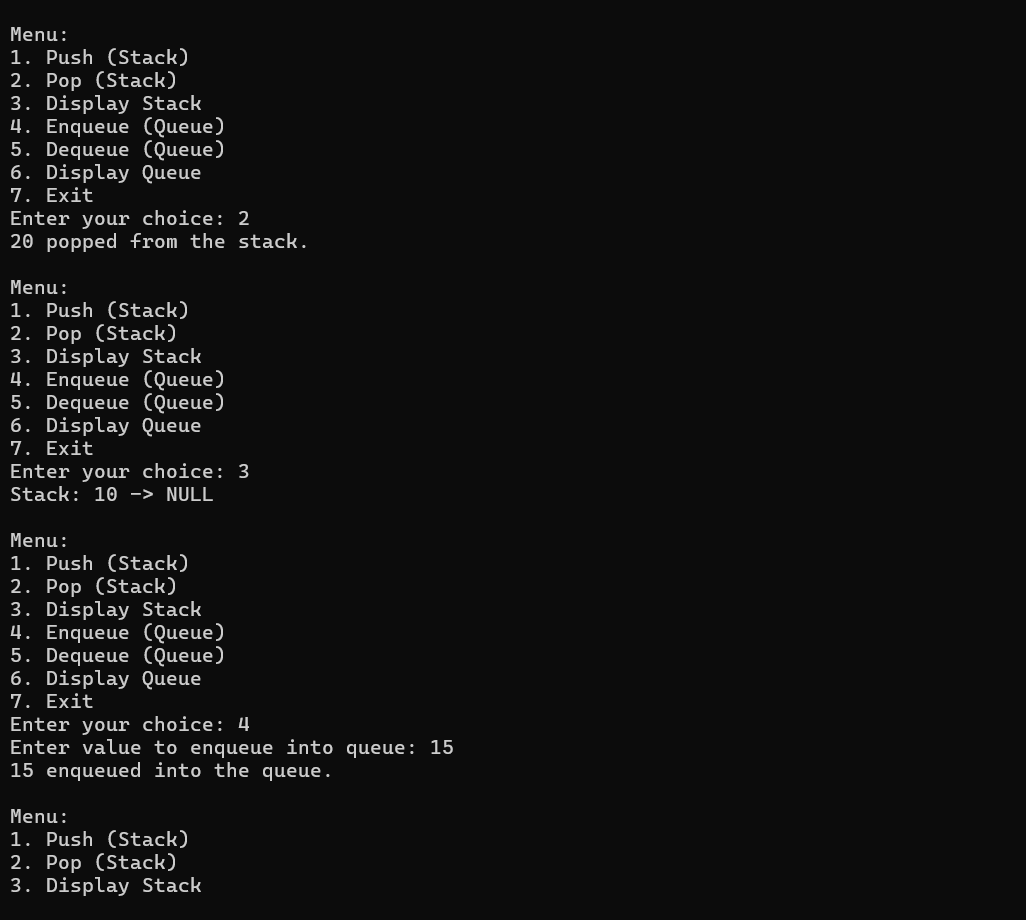 Menu:
1. Push (Stack)
2. Pop (Stack)
3. Display Stack
4. Enqueue (Queue)
5. Dequeue (Queue)
6. Display Queue
7. Exit
Enter your choice: 2
20 popped from the stack.
Menu:
1. Push (Stack)
2. Pop (Stack)
3. Display Stack
4. Enqueue (Queue)
5. Dequeue (Queue)
6. Display Queue
7. Exit
Enter your choice: 3
Stack: 10 -> NULL
Menu:
1. Push (Stack)
2. Pop (Stack)
3. Display Stack
4. Enqueue (Queue)
5. Dequeue (Queue)
6. Display Queue
7. Exit
Enter your choice: 4
Enter value to enqueue into queue: 15
15 enqueued into the queue.
Menu:
1. Push (Stack)
2. Pop (Stack)
3. Display Stack